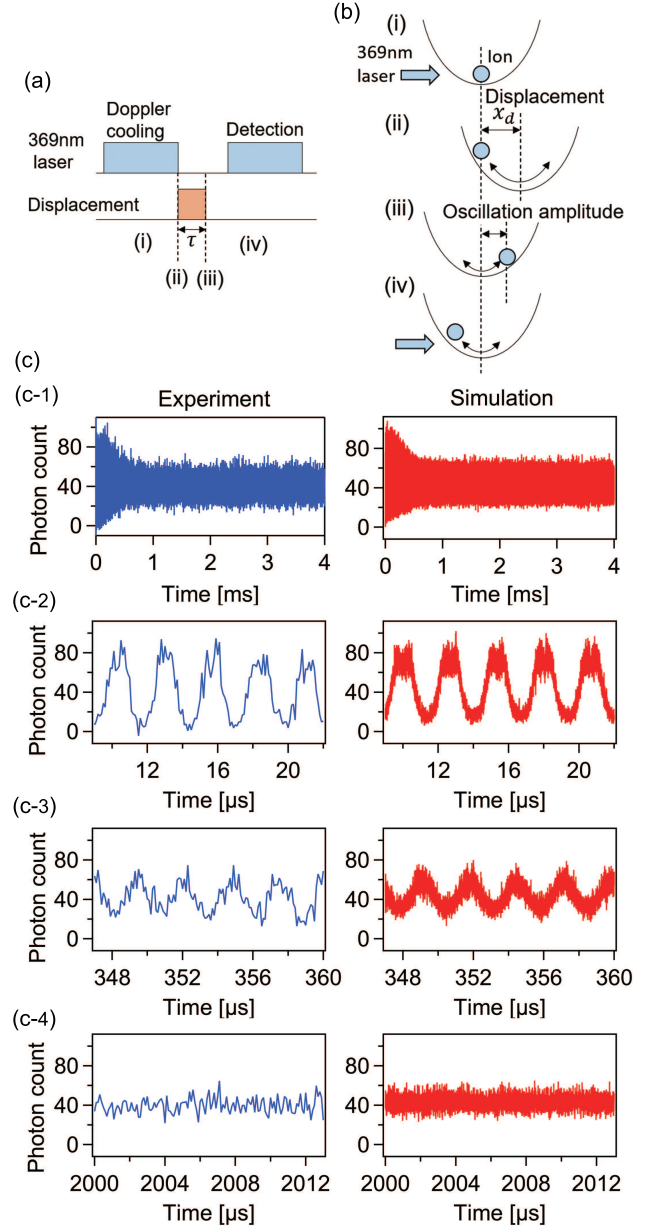 (a)
Doppler
cooling
Detection
369nm
laser
Displacement
τ
(i)
(iv)
(ii)
(iii)
(b)
(i)
369nm
laser
Ion
Displacement
x_d
(ii)
(iii)
Oscillation amplitude
(iv)
(c)
(c-1)
Experiment
Simulation
Photon count
80
40
0
0 1 2 3 4
Time [ms]
80
40
0
0 1 2 3 4
Time [ms]
(c-2)
Photon count
80
40
0
12 16 20
Time [µs]
80
40
0
12 16 20
Time [µs]
(c-3)
Photon count
80
40
0
348 352 356 360
Time [µs]
80
40
0
348 352 356 360
Time [µs]
(c-4)
Photon count
80
40
0
2000 2004 2008 2012
Time [µs]
80
40
0
2000 2004 2008 2012
Time [µs]